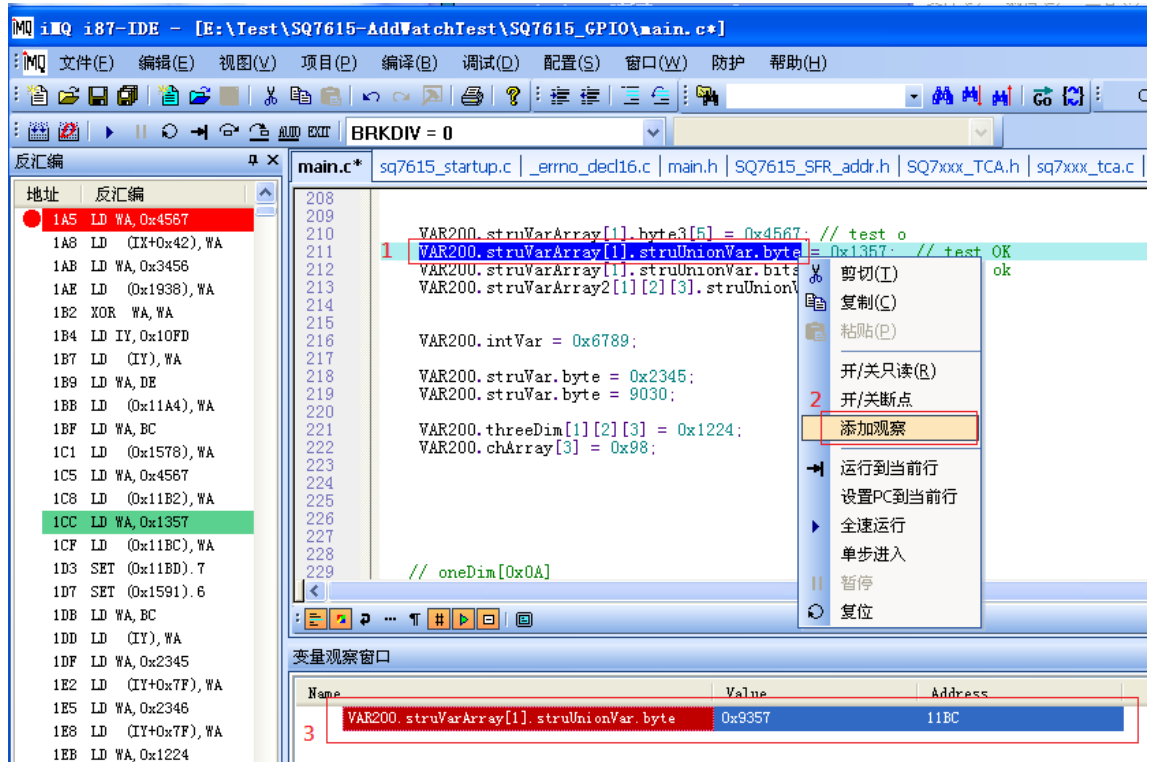 iMQ i87-IDE - [E:\Test\SQ7615-AddWatchTest\SQ7615_GPIO\main.c*]
文件(F) 编辑(E) 视图(V) 项目(P) 编译(B) 调试(D) 配置(S) 窗口(W) 防护 帮助(H)
BRKDIV = 0
反汇编
main.c* sq7615_startup.c _errno_decl16.c main.h SQ7615_SFR_addr.h SQ7xxx_TCA.h sq7xxx_tca.c
地址 反汇编
1A5 LD WA,0x4567
1A8 LD (IX+0x42),WA
1AB LD WA,0x3456
1AE LD (0x1938),WA
1B2 XOR WA,WA
1B4 LD IY,0x10FD
1B7 LD (IY),WA
1B9 LD WA,DE
1BB LD (0x11A4),WA
1BF LD WA,BC
1C1 LD (0x1578),WA
1C5 LD WA,0x4567
1C8 LD (0x11B2),WA
1CC LD WA,0x1357
1CF LD (0x11BC),WA
1D3 SET (0x11BD).7
1D7 SET (0x1591).6
1DB LD WA,BC
1DD LD (IY),WA
1DF LD WA,0x2345
1E2 LD (IY+0x7F),WA
1E5 LD WA,0x2346
1E8 LD (IY+0x7F),WA
1EB LD WA,0x1224
208
209
210 VAR200.struVarArray[1].byte3[5] = 0x4567; // test o
211 1 VAR200.struVarArray[1].struUnionVar.byte = 0x1357; // test OK
212 VAR200.struVarArray[1].struUnionVar.bits ok
213 VAR200.struVarArray2[1][2][3].struUnionV
214
215
216 VAR200.intVar = 0x6789;
217
218 VAR200.struVar.byte = 0x2345;
219 VAR200.struVar.byte = 9030;
220
221 VAR200.threeDim[1][2][3] = 0x1224;
222 VAR200.chArray[3] = 0x98;
223
224
225
226
227
228
229 // oneDim[0x0A]
剪切(T)
复制(C)
粘贴(P)
开/关只读(R)
2 开/关断点
添加观察
运行到当前行
设置PC到当前行
全速运行
单步进入
暂停
复位
变量观察窗口
Name Value Address
VAR200.struVarArray[1].struUnionVar.byte 0x9357 11BC
3